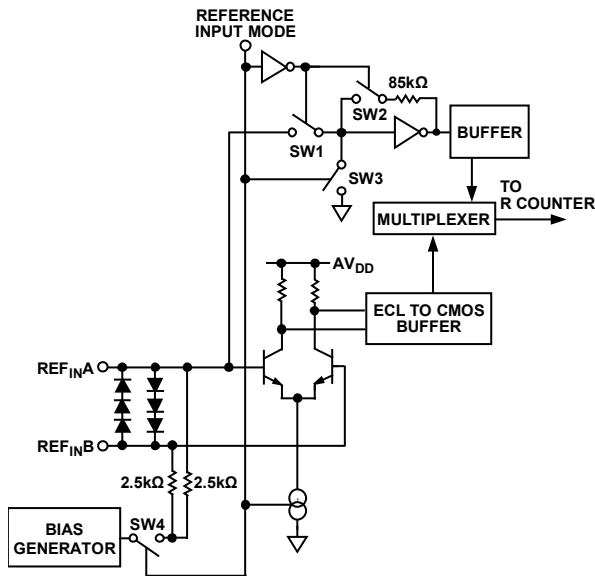 REFERENCE
INPUT MODE
85kΩ
SW2
BUFFER
SW1
SW3
TO
R COUNTER
MULTIPLEXER
AVDD
ECL TO CMOS
BUFFER
REFINA
REFINB
2.5kΩ
2.5kΩ
BIAS
GENERATOR
SW4